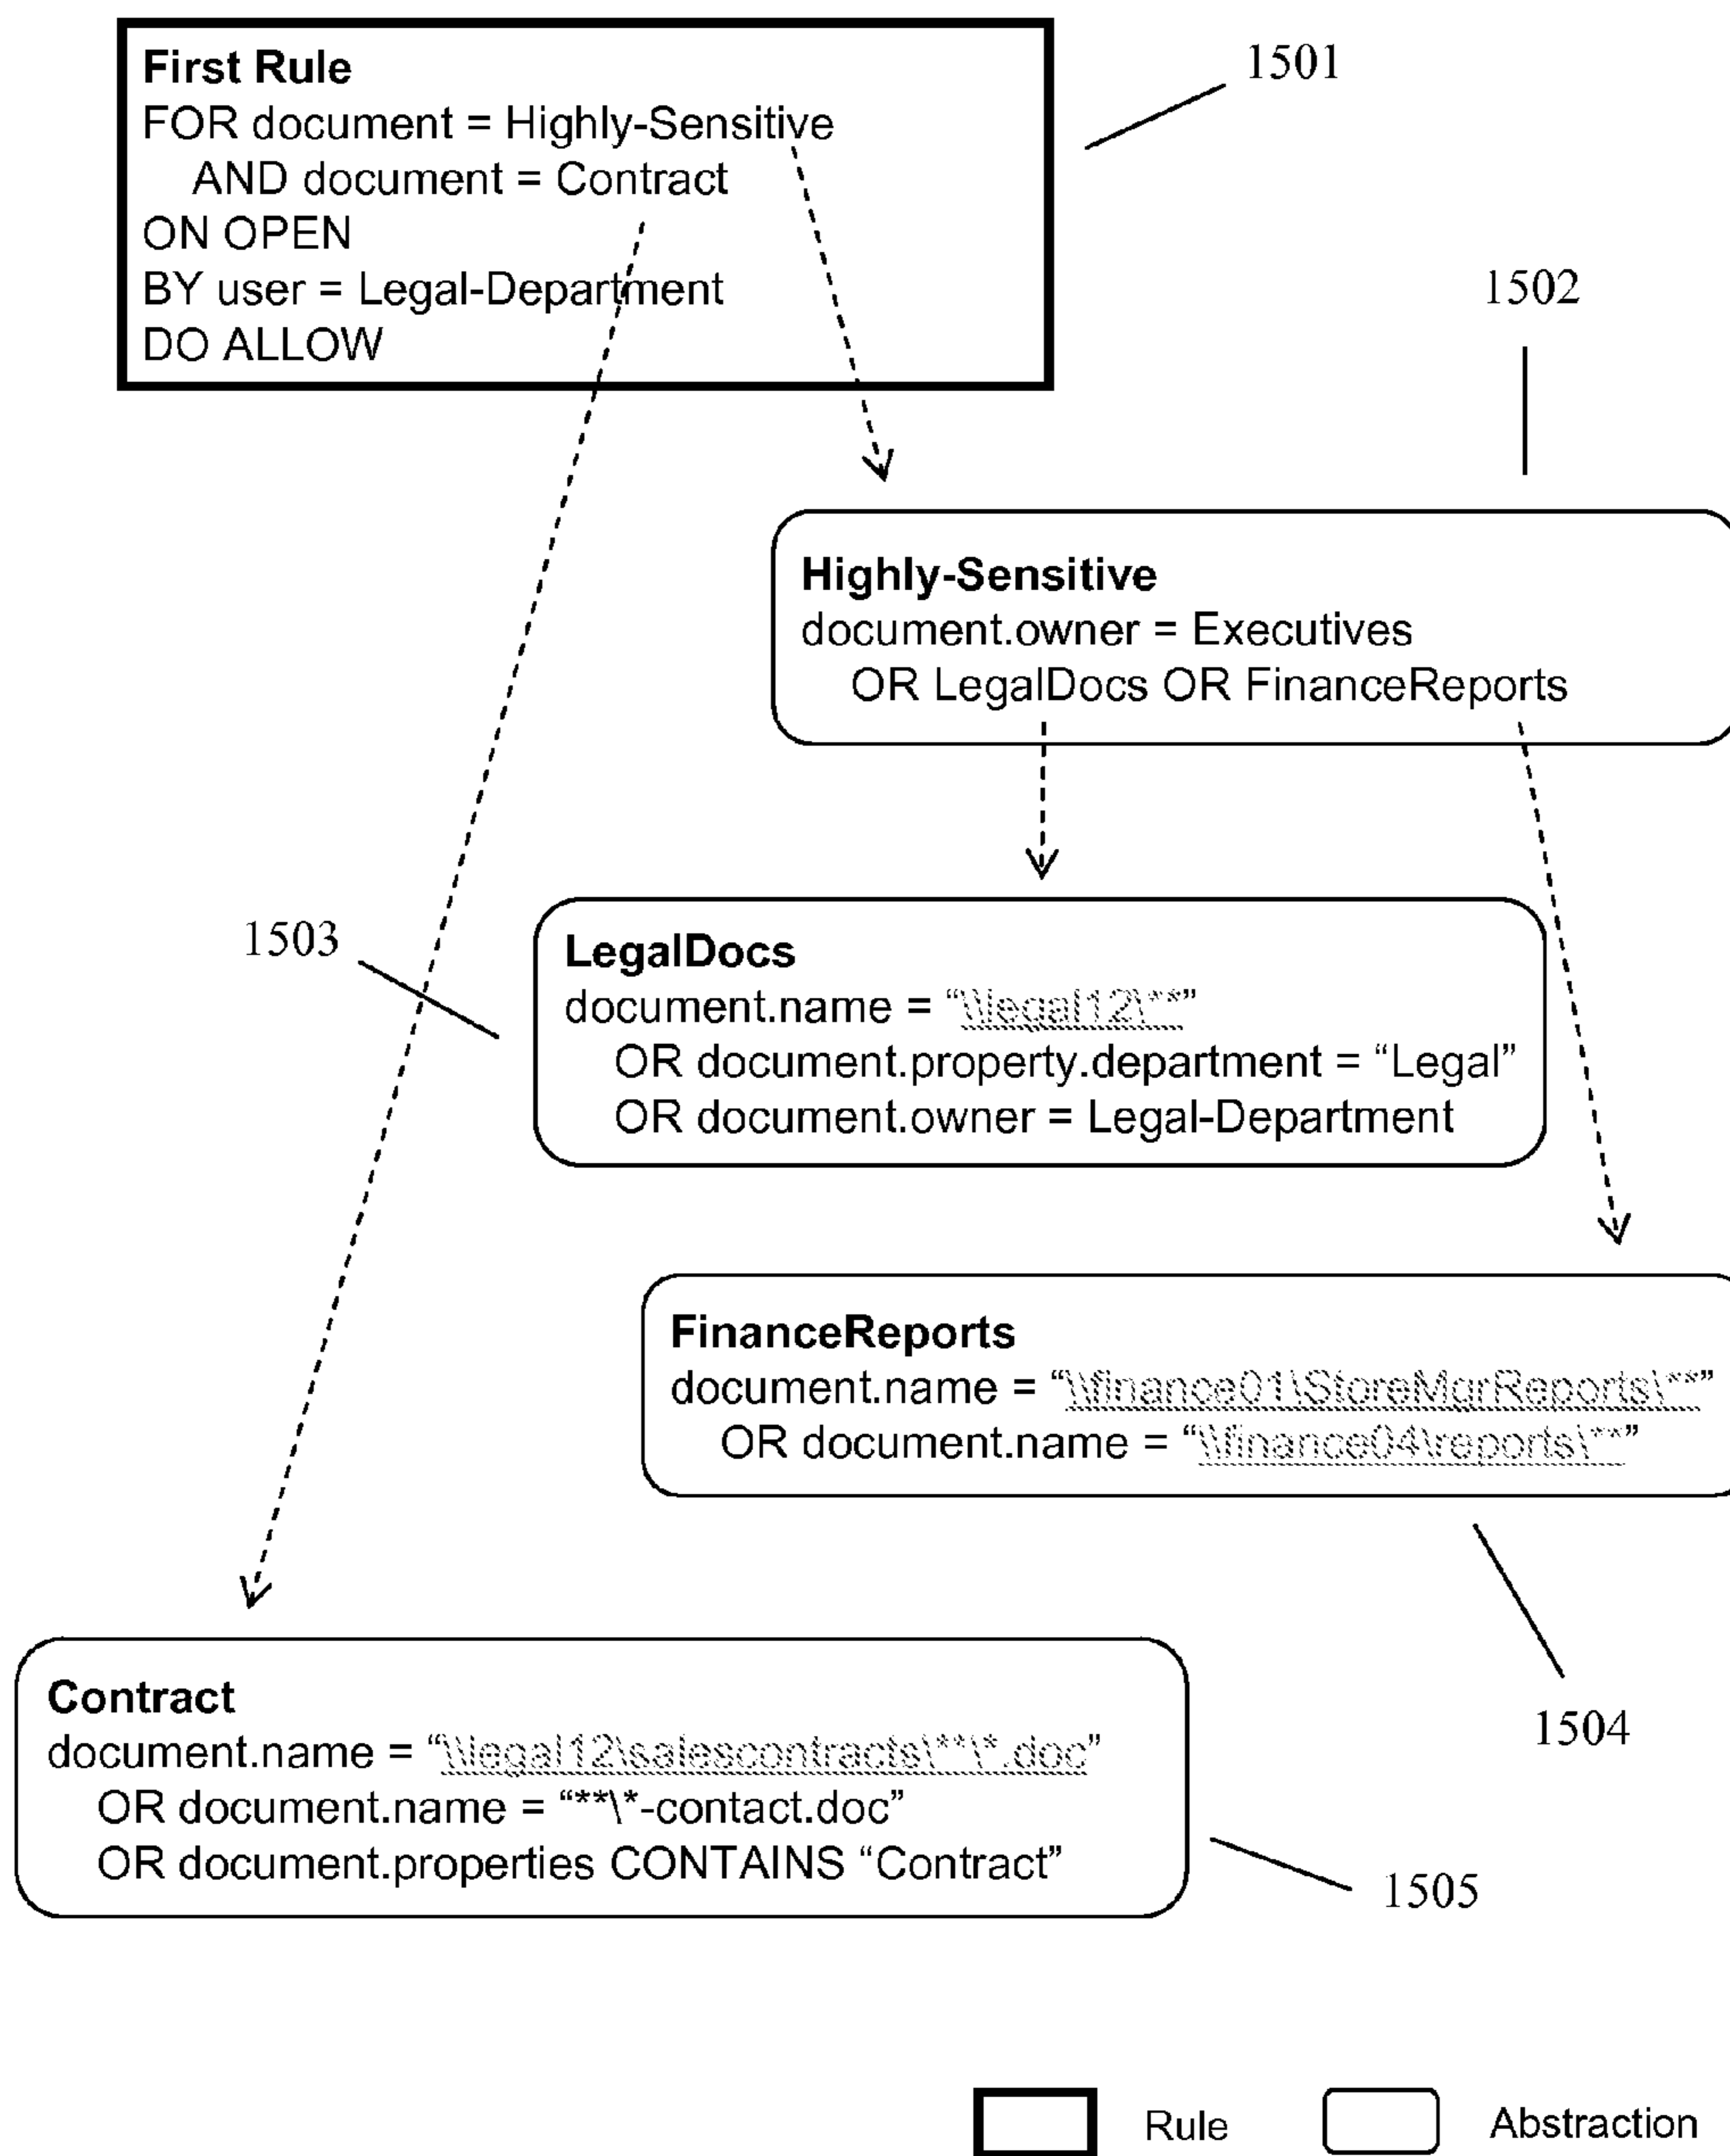 First Rule
FOR document = Highly-Sensitive
AND document = Contract
ON OPEN
BY user = Legal-Department
DO ALLOW
1501
1502
Highly-Sensitive
document.owner = Executives
OR LegalDocs OR FinanceReports
1503
LegalDocs
document.name = “\\legal12\**”
OR document.property.department = “Legal”
OR document.owner = Legal-Department
FinanceReports
document.name = “\\finance01\StoreMgrReports\**”
OR document.name = “\\finance04\reports\**”
1504
Contract
document.name = “\\legal12\salescontracts\**\*.doc”
OR document.name = “**\*-contact.doc”
OR document.properties CONTAINS “Contract”
1505
Rule
Abstraction